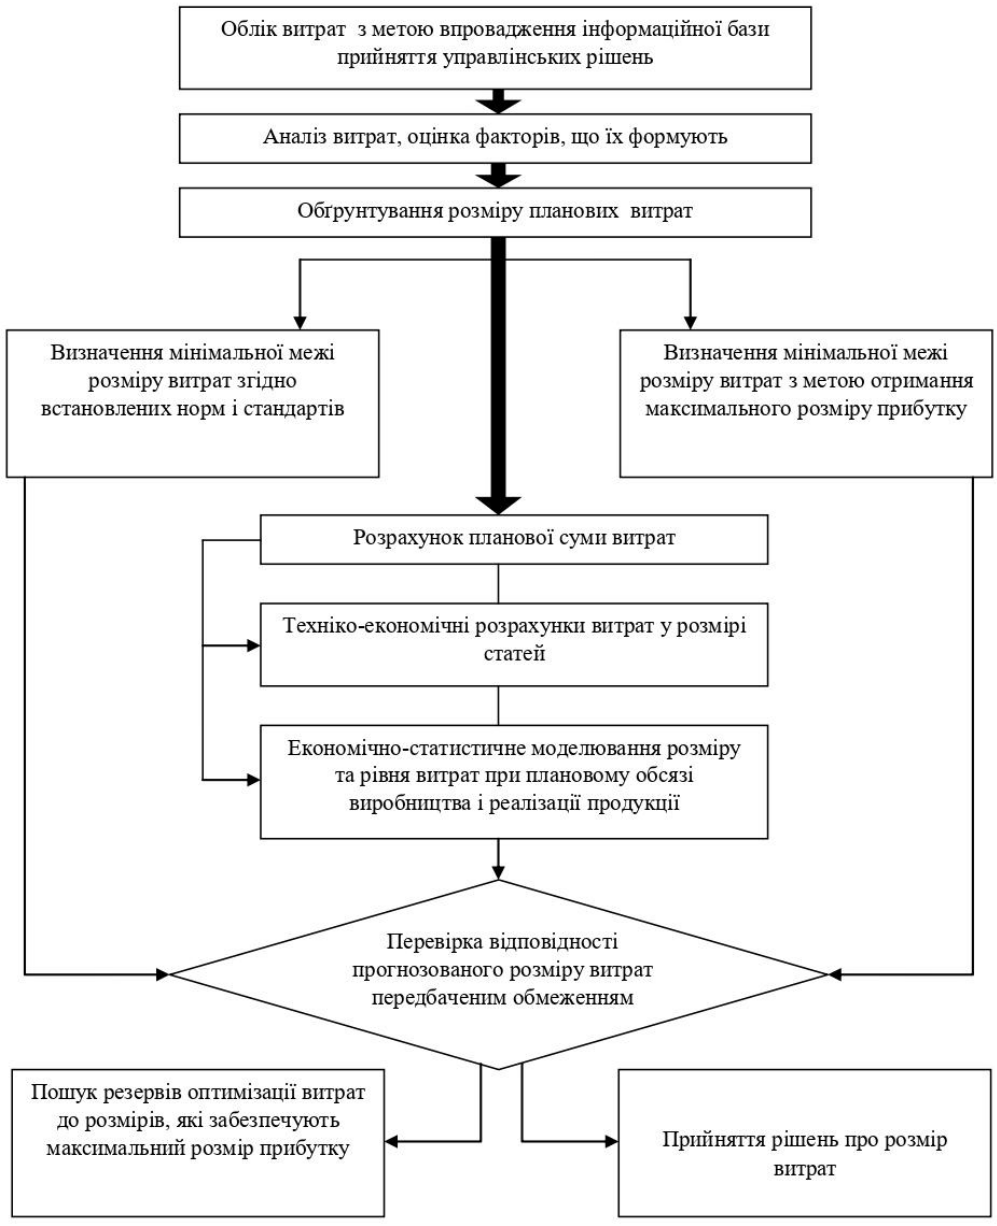 Облік витрат з метою впровадження інформаційної бази
прийняття управлінських рішень
Аналіз витрат, оцінка факторів, що їх формують
Обґрунтування розміру планових витрат
Визначення мінімальної межі
розміру витрат згідно
встановлених норм і стандартів
Визначення мінімальної межі
розміру витрат з метою отримання
максимального розміру прибутку
Розрахунок планової суми витрат
Техніко-економічні розрахунки витрат у розмірі
статей
Економічно-статистичне моделювання розміру
та рівня витрат при плановому обсязі
виробництва і реалізації продукції
Перевірка відповідності
прогнозованого розміру витрат
передбаченим обмеженням
Пошук резервів оптимізації витрат
до розмірів, які забезпечують
максимальний розмір прибутку
Прийняття рішень про розмір
витрат